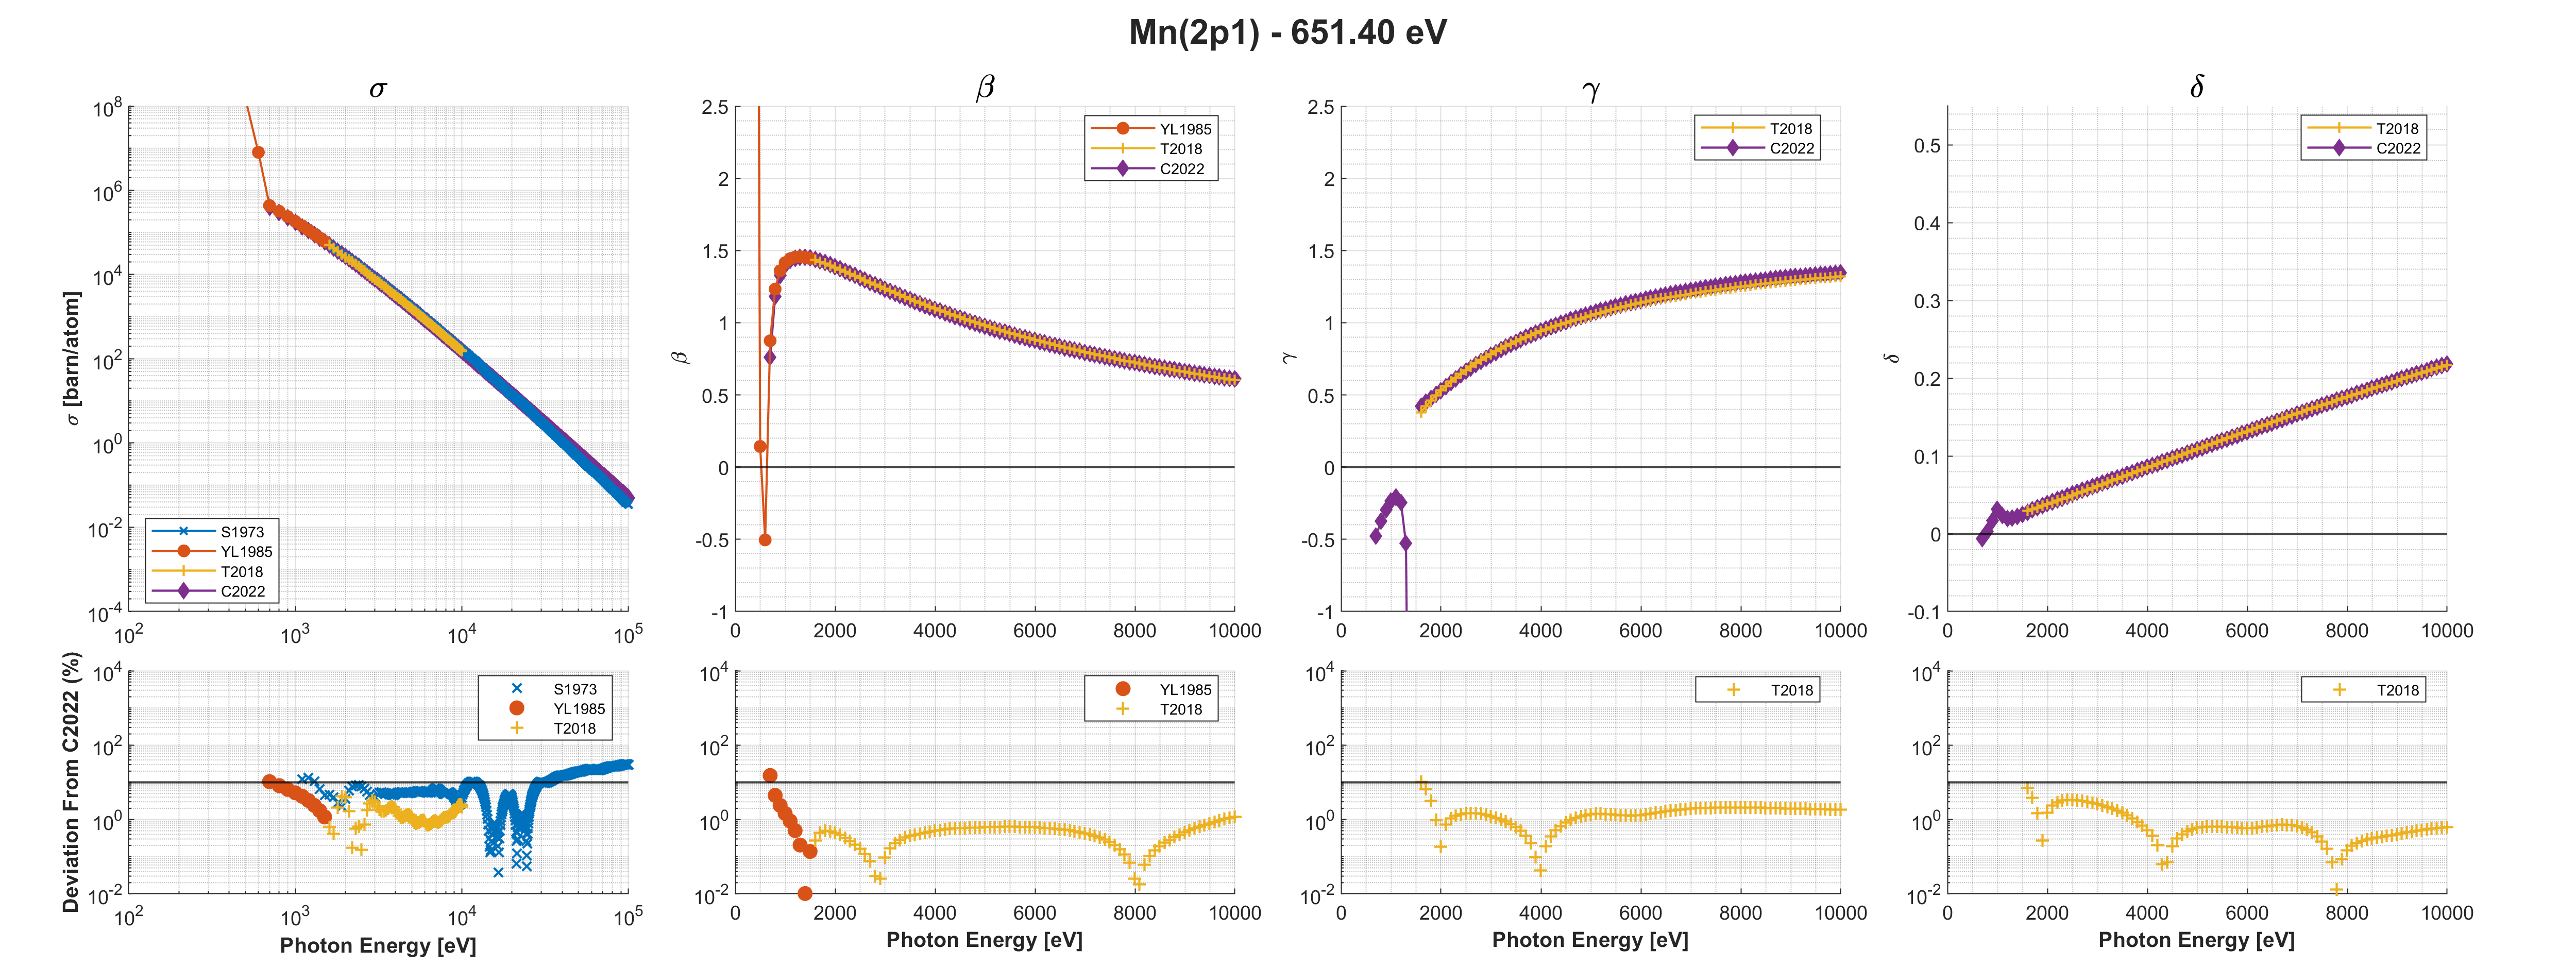 Mn(2p1) - 651.40 eV
σ
10^8
10^6
10^4
10^2
10^0
10^-2
10^-4
10^2
10^3
10^4
10^5
σ [barn/atom]
S1973
YL1985
T2018
C2022
β
2.5
2
1.5
1
0.5
0
-0.5
-1
0
2000
4000
6000
8000
10000
β
YL1985
T2018
C2022
γ
2.5
2
1.5
1
0.5
0
-0.5
-1
0
2000
4000
6000
8000
10000
γ
T2018
C2022
δ
0.5
0.4
0.3
0.2
0.1
0
-0.1
0
2000
4000
6000
8000
10000
δ
T2018
C2022
Deviation From C2022 (%)
10^4
10^2
10^0
10^-2
10^2
10^3
10^4
10^5
Photon Energy [eV]
S1973
YL1985
T2018
10^4
10^2
10^0
10^-2
0
2000
4000
6000
8000
10000
Photon Energy [eV]
YL1985
T2018
10^4
10^2
10^0
10^-2
0
2000
4000
6000
8000
10000
Photon Energy [eV]
T2018
10^4
10^2
10^0
10^-2
0
2000
4000
6000
8000
10000
Photon Energy [eV]
T2018